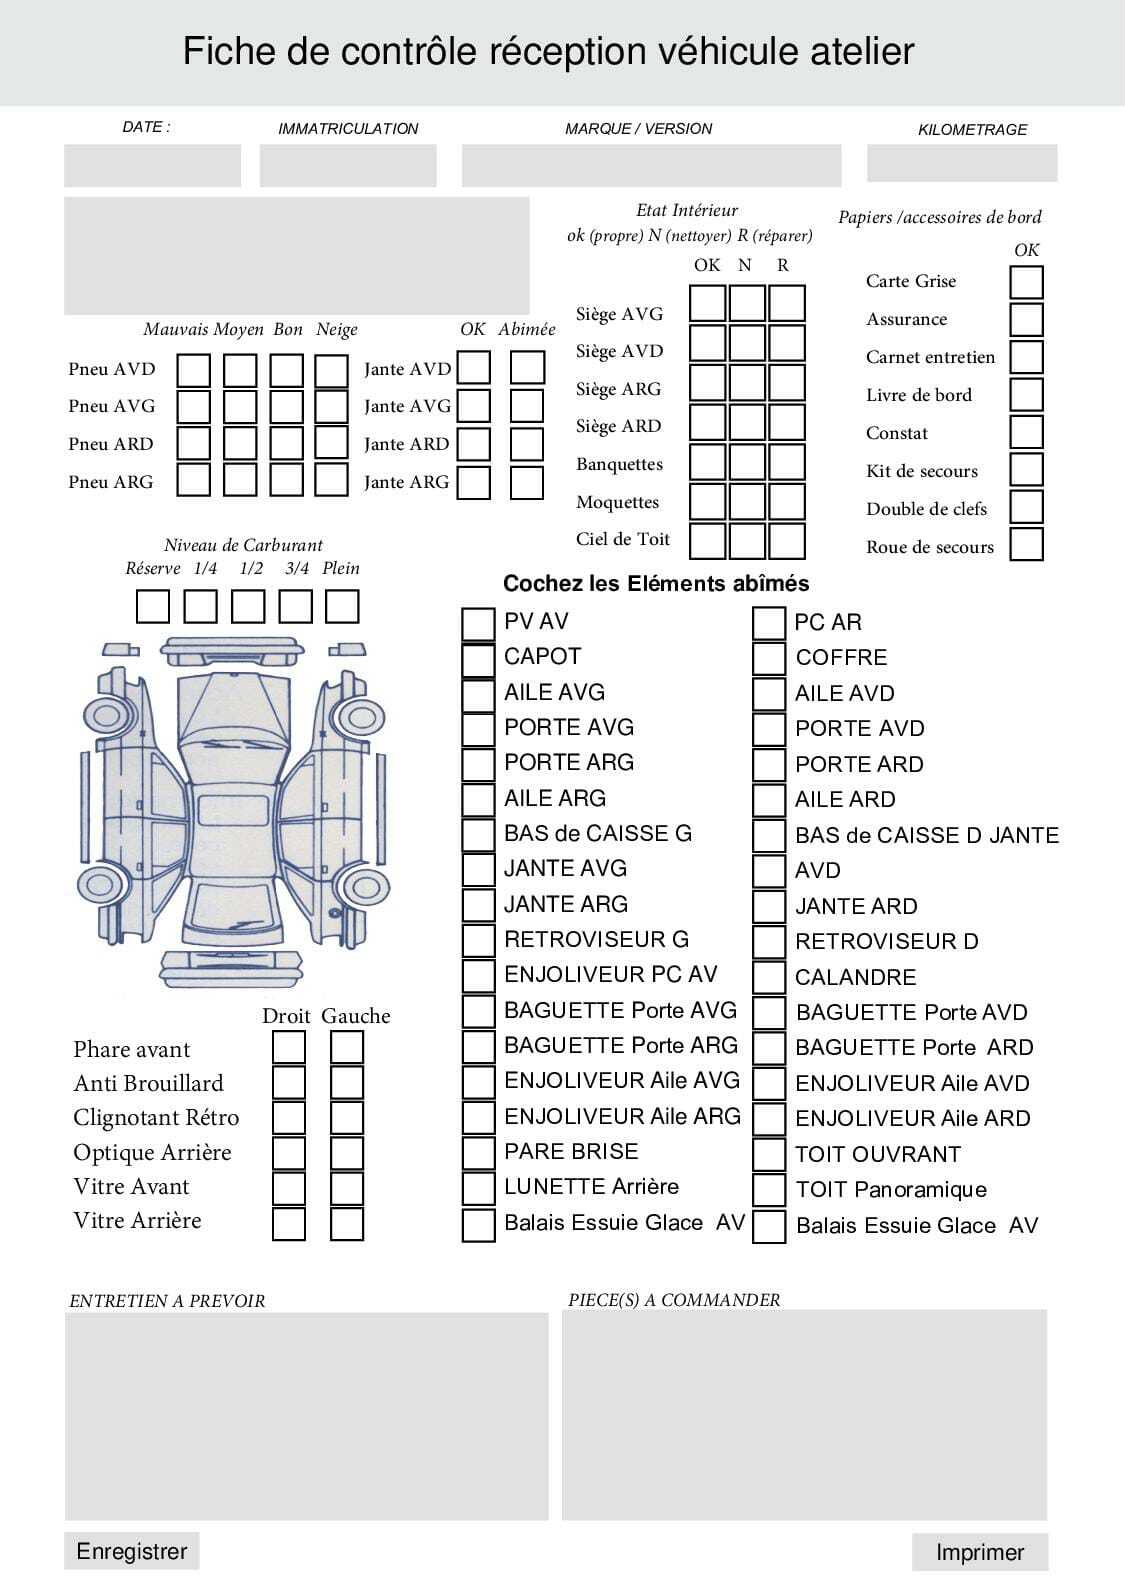 Fiche de contrôle réception véhicule atelier
DATE :
IMMATRICULATION
MARQUE / VERSION
KILOMETRAGE
Etat Intérieur
ok (propre) N (nettoyer) R (réparer)
OK N R
Siège AVG
Siège AVD
Siège ARG
Siège ARD
Banquettes
Moquettes
Ciel de Toit
Papiers /accessoires de bord
OK
Carte Grise
Assurance
Carnet entretien
Livre de bord
Constat
Kit de secours
Double de clefs
Roue de secours
Mauvais Moyen Bon Neige
Pneu AVD
Pneu AVG
Pneu ARD
Pneu ARG
OK Abimée
Jante AVD
Jante AVG
Jante ARD
Jante ARG
Niveau de Carburant
Réserve 1/4 1/2 3/4 Plein
Cochez les Eléments abîmés
PV AV
CAPOT
AILE AVG
PORTE AVG
PORTE ARG
AILE ARG
BAS de CAISSE G
JANTE AVG
JANTE ARG
RETROVISEUR G
ENJOLIVEUR PC AV
BAGUETTE Porte AVG
BAGUETTE Porte ARG
ENJOLIVEUR Aile AVG
ENJOLIVEUR Aile ARG
PARE BRISE
LUNETTE Arrière
Balais Essuie Glace AV
PC AR
COFFRE
AILE AVD
PORTE AVD
PORTE ARD
AILE ARD
BAS de CAISSE D JANTE
AVD
JANTE ARD
RETROVISEUR D
CALANDRE
BAGUETTE Porte AVD
BAGUETTE Porte ARD
ENJOLIVEUR Aile AVD
ENJOLIVEUR Aile ARD
TOIT OUVRANT
TOIT Panoramique
Balais Essuie Glace AV
Droit Gauche
Phare avant
Anti Brouillard
Clignotant Rétro
Optique Arrière
Vitre Avant
Vitre Arrière
ENTRETIEN A PREVOIR
PIECE(S) A COMMANDER
Enregistrer
Imprimer